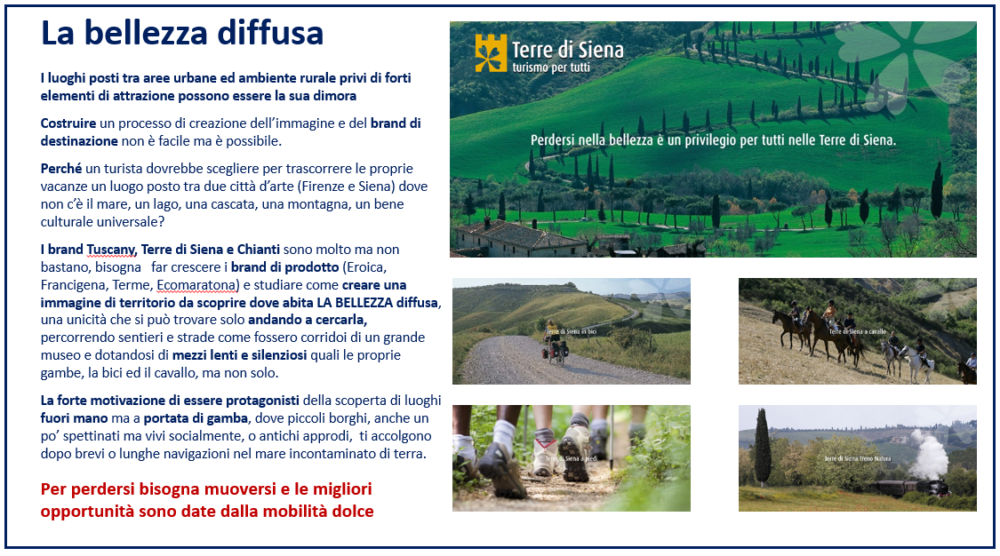 La bellezza diffusa
I luoghi posti tra aree urbane ed ambiente rurale privi di forti
elementi di attrazione possono essere la sua dimora
Costruire un processo di creazione dell’immagine e del brand di
destinazione non è facile ma è possibile.
Perché un turista dovrebbe scegliere per trascorrere le proprie
vacanze un luogo posto tra due città d’arte (Firenze e Siena) dove
non c’è il mare, un lago, una cascata, una montagna, un bene
culturale universale?
I brand Tuscany, Terre di Siena e Chianti sono molto ma non
bastano, bisogna far crescere i brand di prodotto (Eroica,
Francigena, Terme, Ecomaratona) e studiare come creare una
immagine di territorio da scoprire dove abita LA BELLEZZA diffusa,
una unicità che si può trovare solo andando a cercarla,
percorrendo sentieri e strade come fossero corridoi di un grande
museo e dotandosi di mezzi lenti e silenziosi quali le proprie
gambe, la bici ed il cavallo, ma non solo.
La forte motivazione di essere protagonisti della scoperta di luoghi
fuori mano ma a portata di gamba, dove piccoli borghi, anche un
po’ spettinati ma vivi socialmente, o antichi approdi, ti accolgono
dopo brevi o lunghe navigazioni nel mare incontaminato di terra.
Per perdersi bisogna muoversi e le migliori
opportunità sono date dalla mobilità dolce
Terre di Siena
turismo per tutti
Perdersi nella bellezza è un privilegio per tutti nelle Terre di Siena.
Terre di Siena in bici
Terre di Siena a cavallo
Terre di Siena a piedi
Terre di Siena Treno Natura